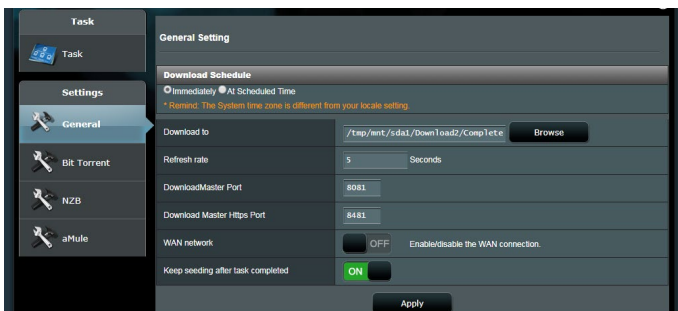 Task
Task
Settings
General
Bit Torrent
NZB
aMule
General Setting
Download Schedule
Immediately At Scheduled Time
* Remind: The System time zone is different from your locale setting.
Download to /tmp/mnt/sda1/Download2/Complete Browse
Refresh rate 5 Seconds
DownloadMaster Port 8081
Download Master Https Port 8481
WAN network OFF Enable/disable the WAN connection.
Keep seeding after task completed ON
Apply